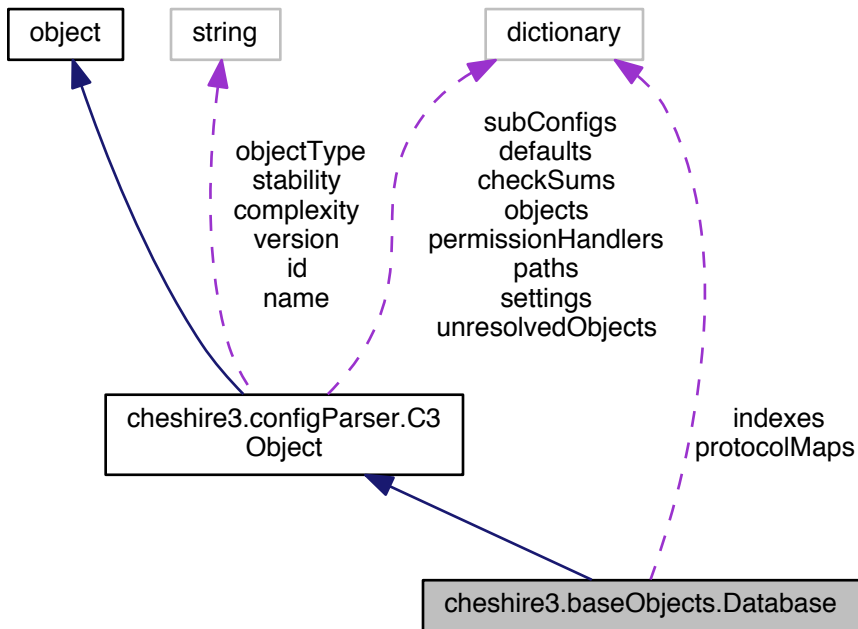 object
string
dictionary
objectType
stability
complexity
version
id
name
subConfigs
defaults
checkSums
objects
permissionHandlers
paths
settings
unresolvedObjects
cheshire3.configParser.C3
Object
indexes
protocolMaps
cheshire3.baseObjects.Database